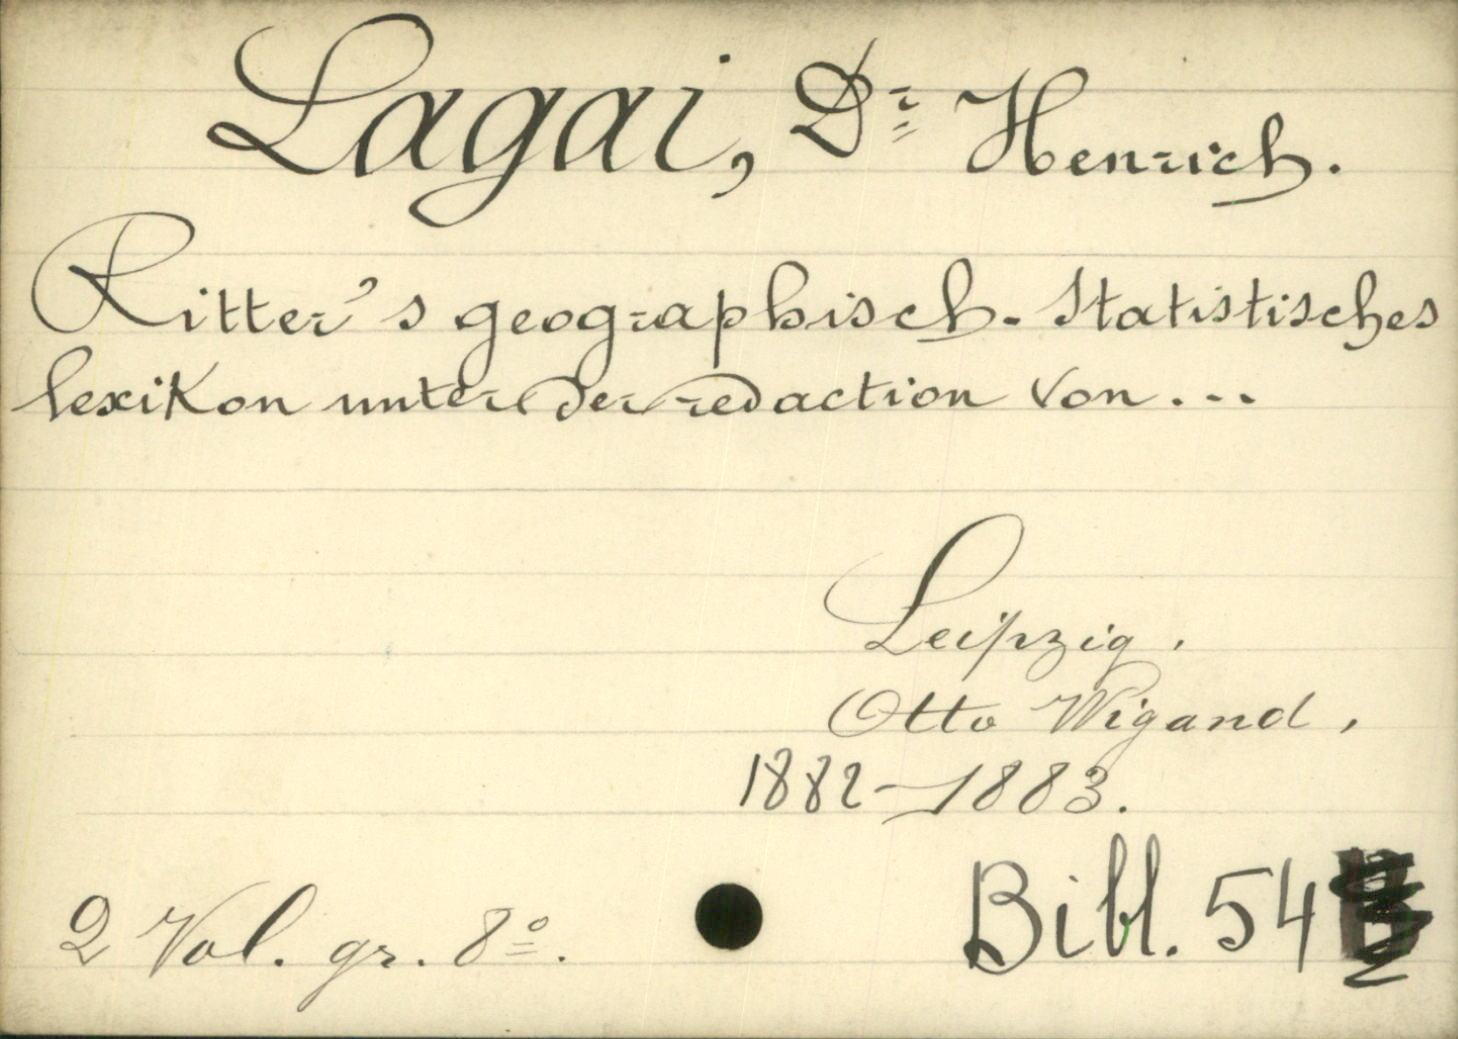 Lagai, Dr Henrich.
Ritter's geographisch-statistisches
lexikon unter der redaction von...
Leipzig,
Otto Wigand,
1882-1883.
2 Vol. gr. 8º.
Bibl. 54